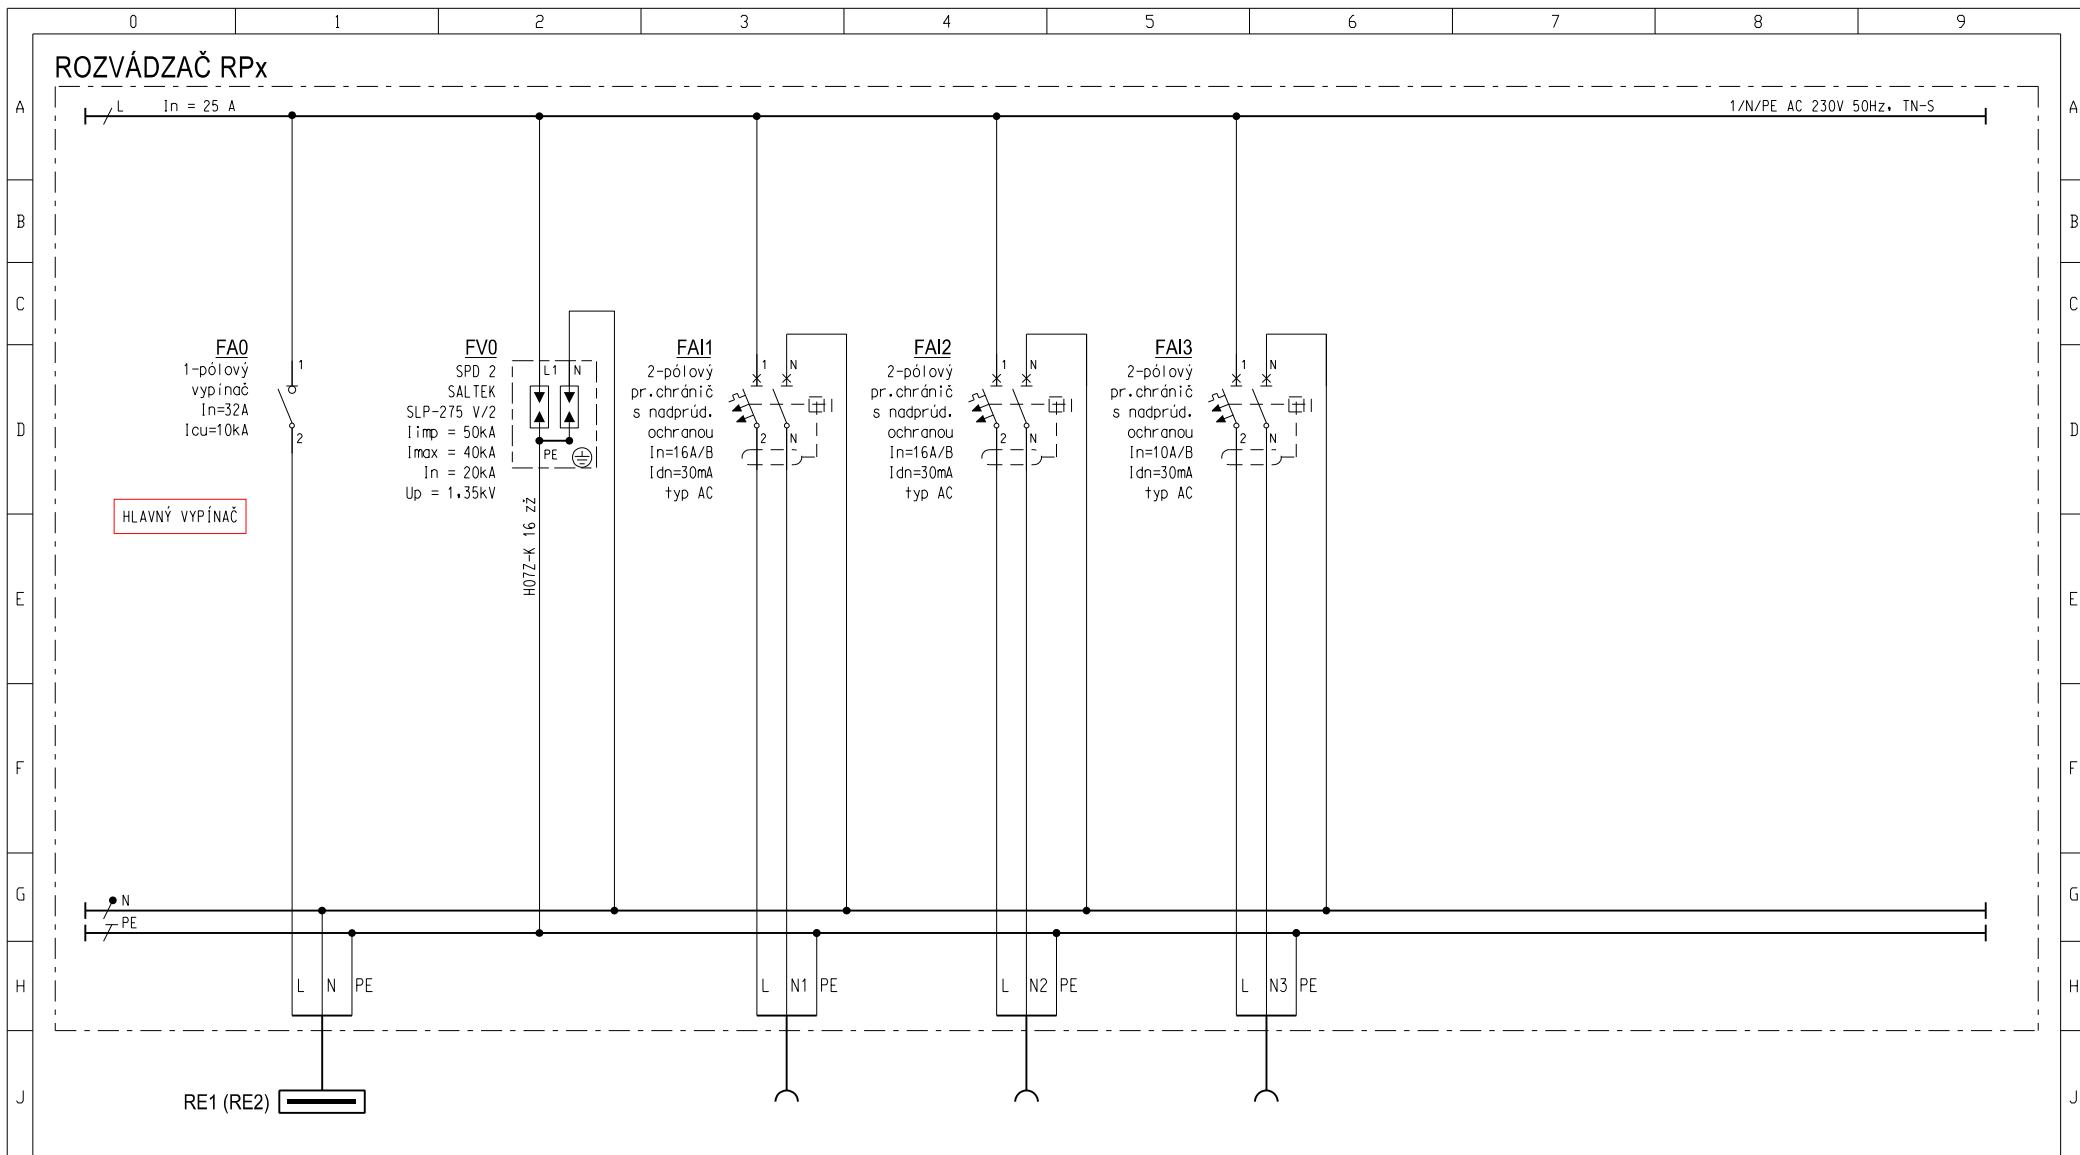 0 1 2 3 4 5 6 7 8 9
ROZVÁDZAČ RPx
A A
L In = 25 A
1/N/PE AC 230V 50Hz, TN-S
B B
C C
FA0
1-pólový
vypínač
In=32A
Icu=10kA
1
2
HLAVNÝ VYPÍNAČ
FV0
SPD 2
SALTEK
SLP-275 V/2
Iimp = 50kA
Imax = 40kA
In = 20kA
Up = 1,35kV
L1 N
PE
H07Z-K 16 zž
FAI1
2-pólový
pr.chránič
s nadprúd.
ochranou
In=16A/B
Idn=30mA
typ AC
1 N
2 N
FAI2
2-pólový
pr.chránič
s nadprúd.
ochranou
In=16A/B
Idn=30mA
typ AC
1 N
2 N
FAI3
2-pólový
pr.chránič
s nadprúd.
ochranou
In=10A/B
Idn=30mA
typ AC
1 N
2 N
D D
E E
F F
G G
N
PE
H H
L N PE
L N1 PE
L N2 PE
L N3 PE
J J
RE1 (RE2)